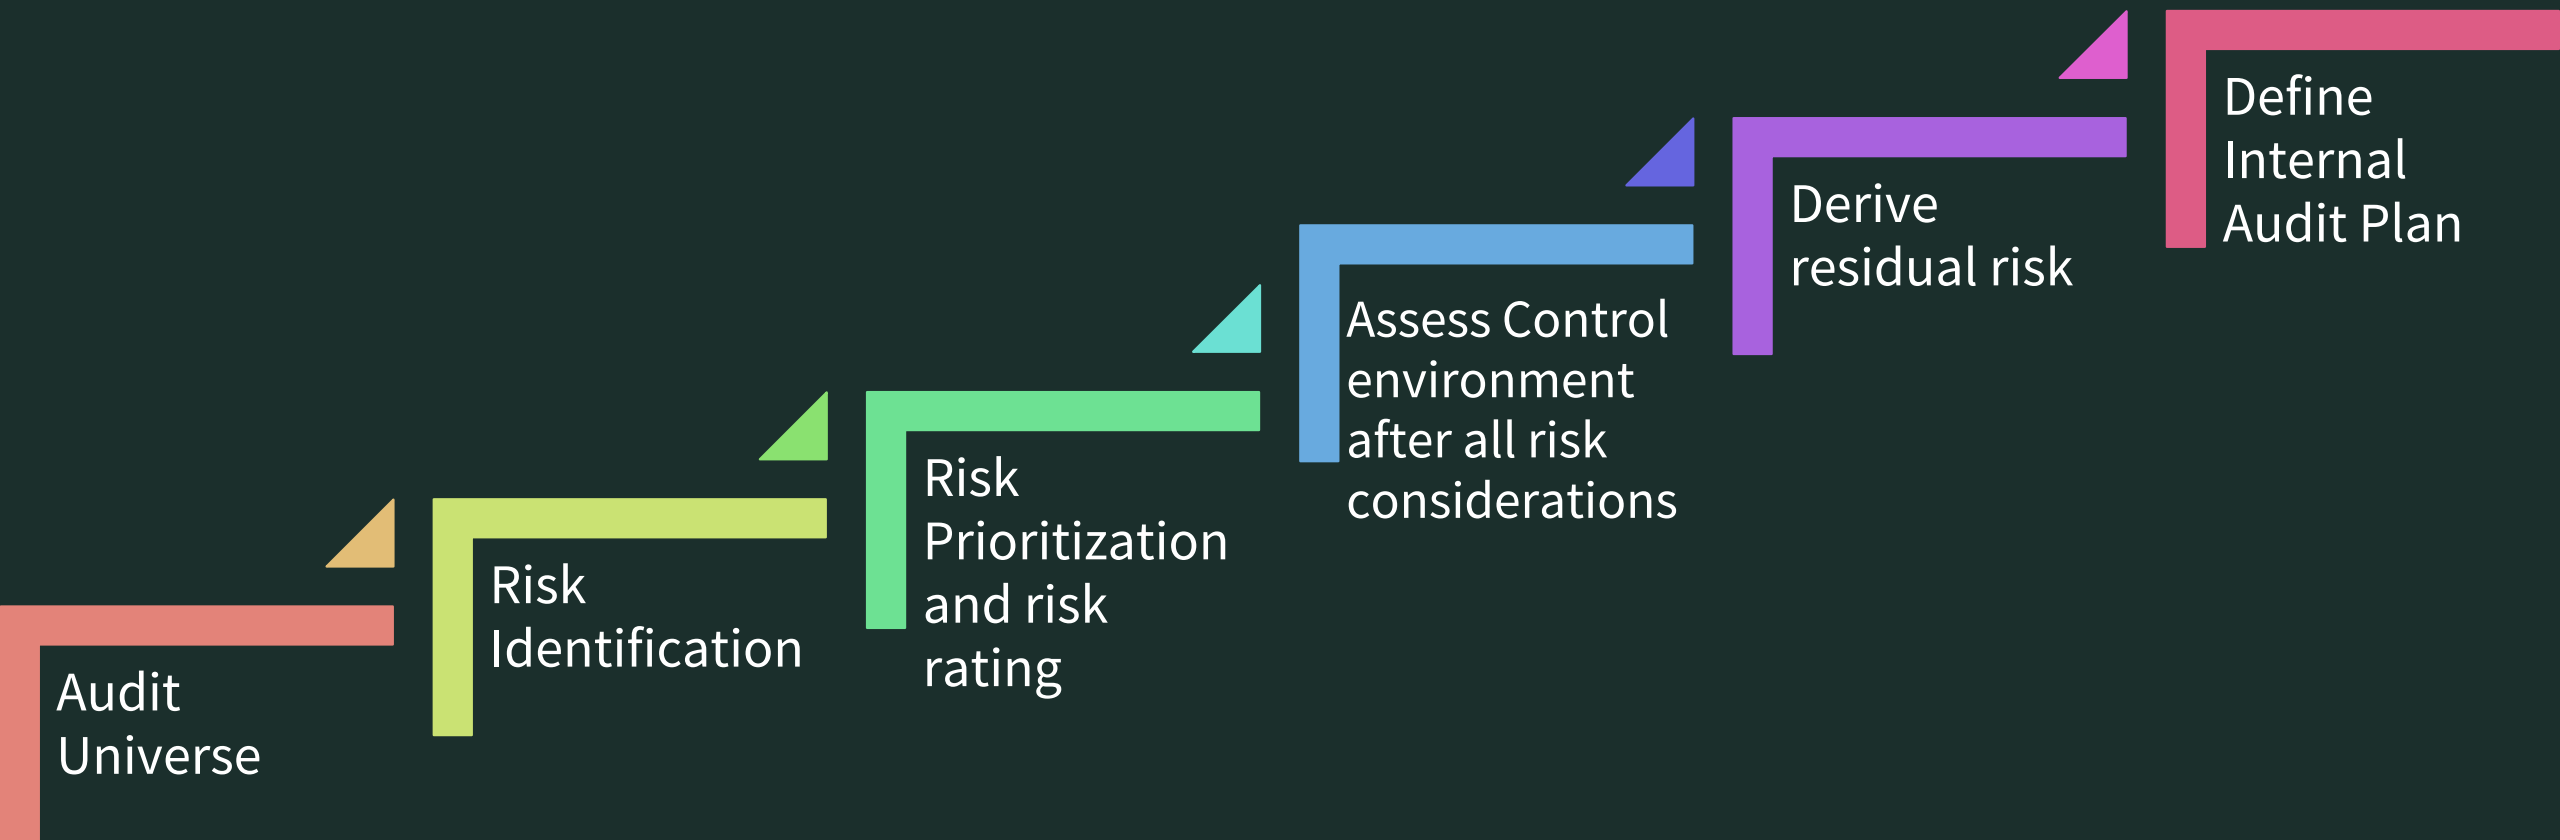 Audit
Universe
Risk
Identification
Risk
Prioritization
and risk
rating
Assess Control
environment
after all risk
considerations
Derive
residual risk
Define
Internal
Audit Plan